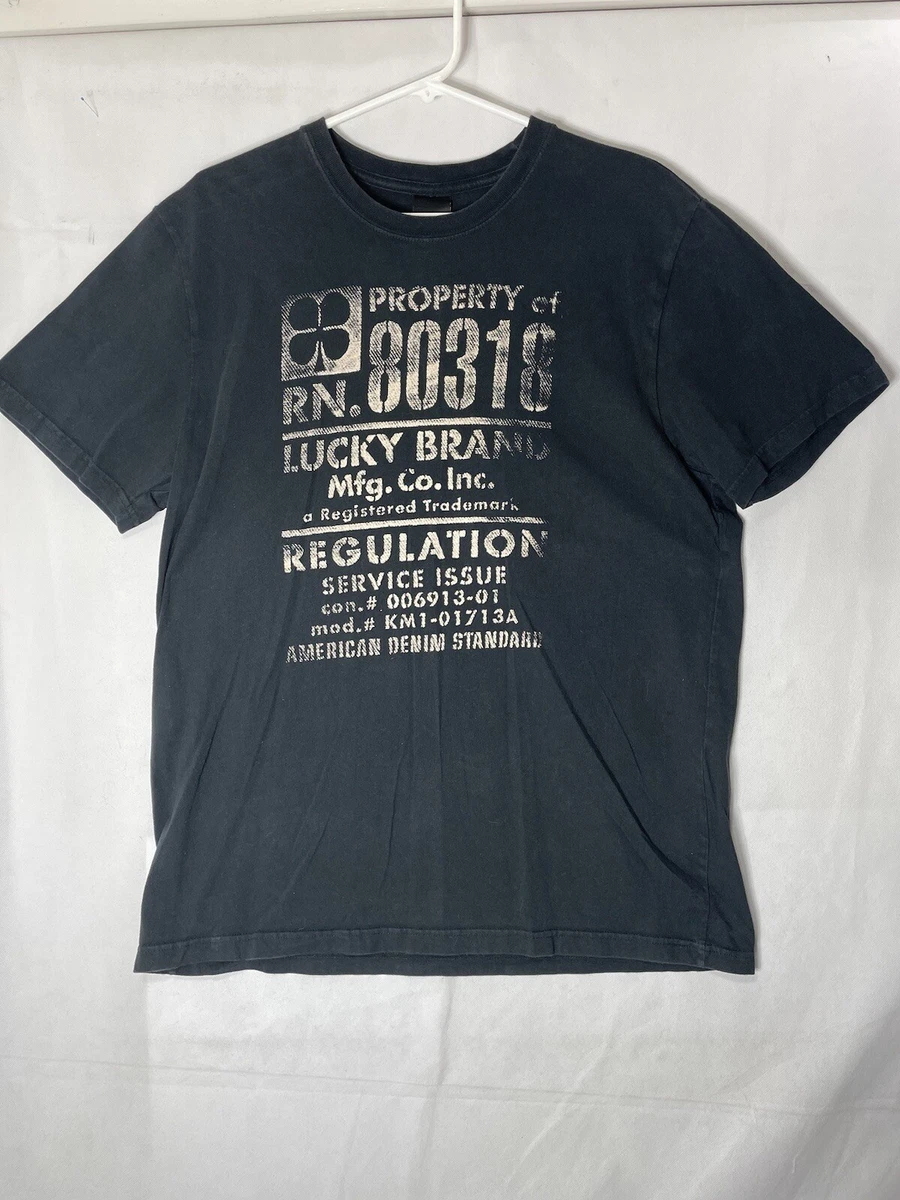 PROPERTY of
RN. 80318
LUCKY BRAND
Mfg. Co. Inc.
a Registered Trademark
REGULATION
SERVICE ISSUE
con.# 006913-01
mod.# KM1-01713A
AMERICAN DENIM STANDARD